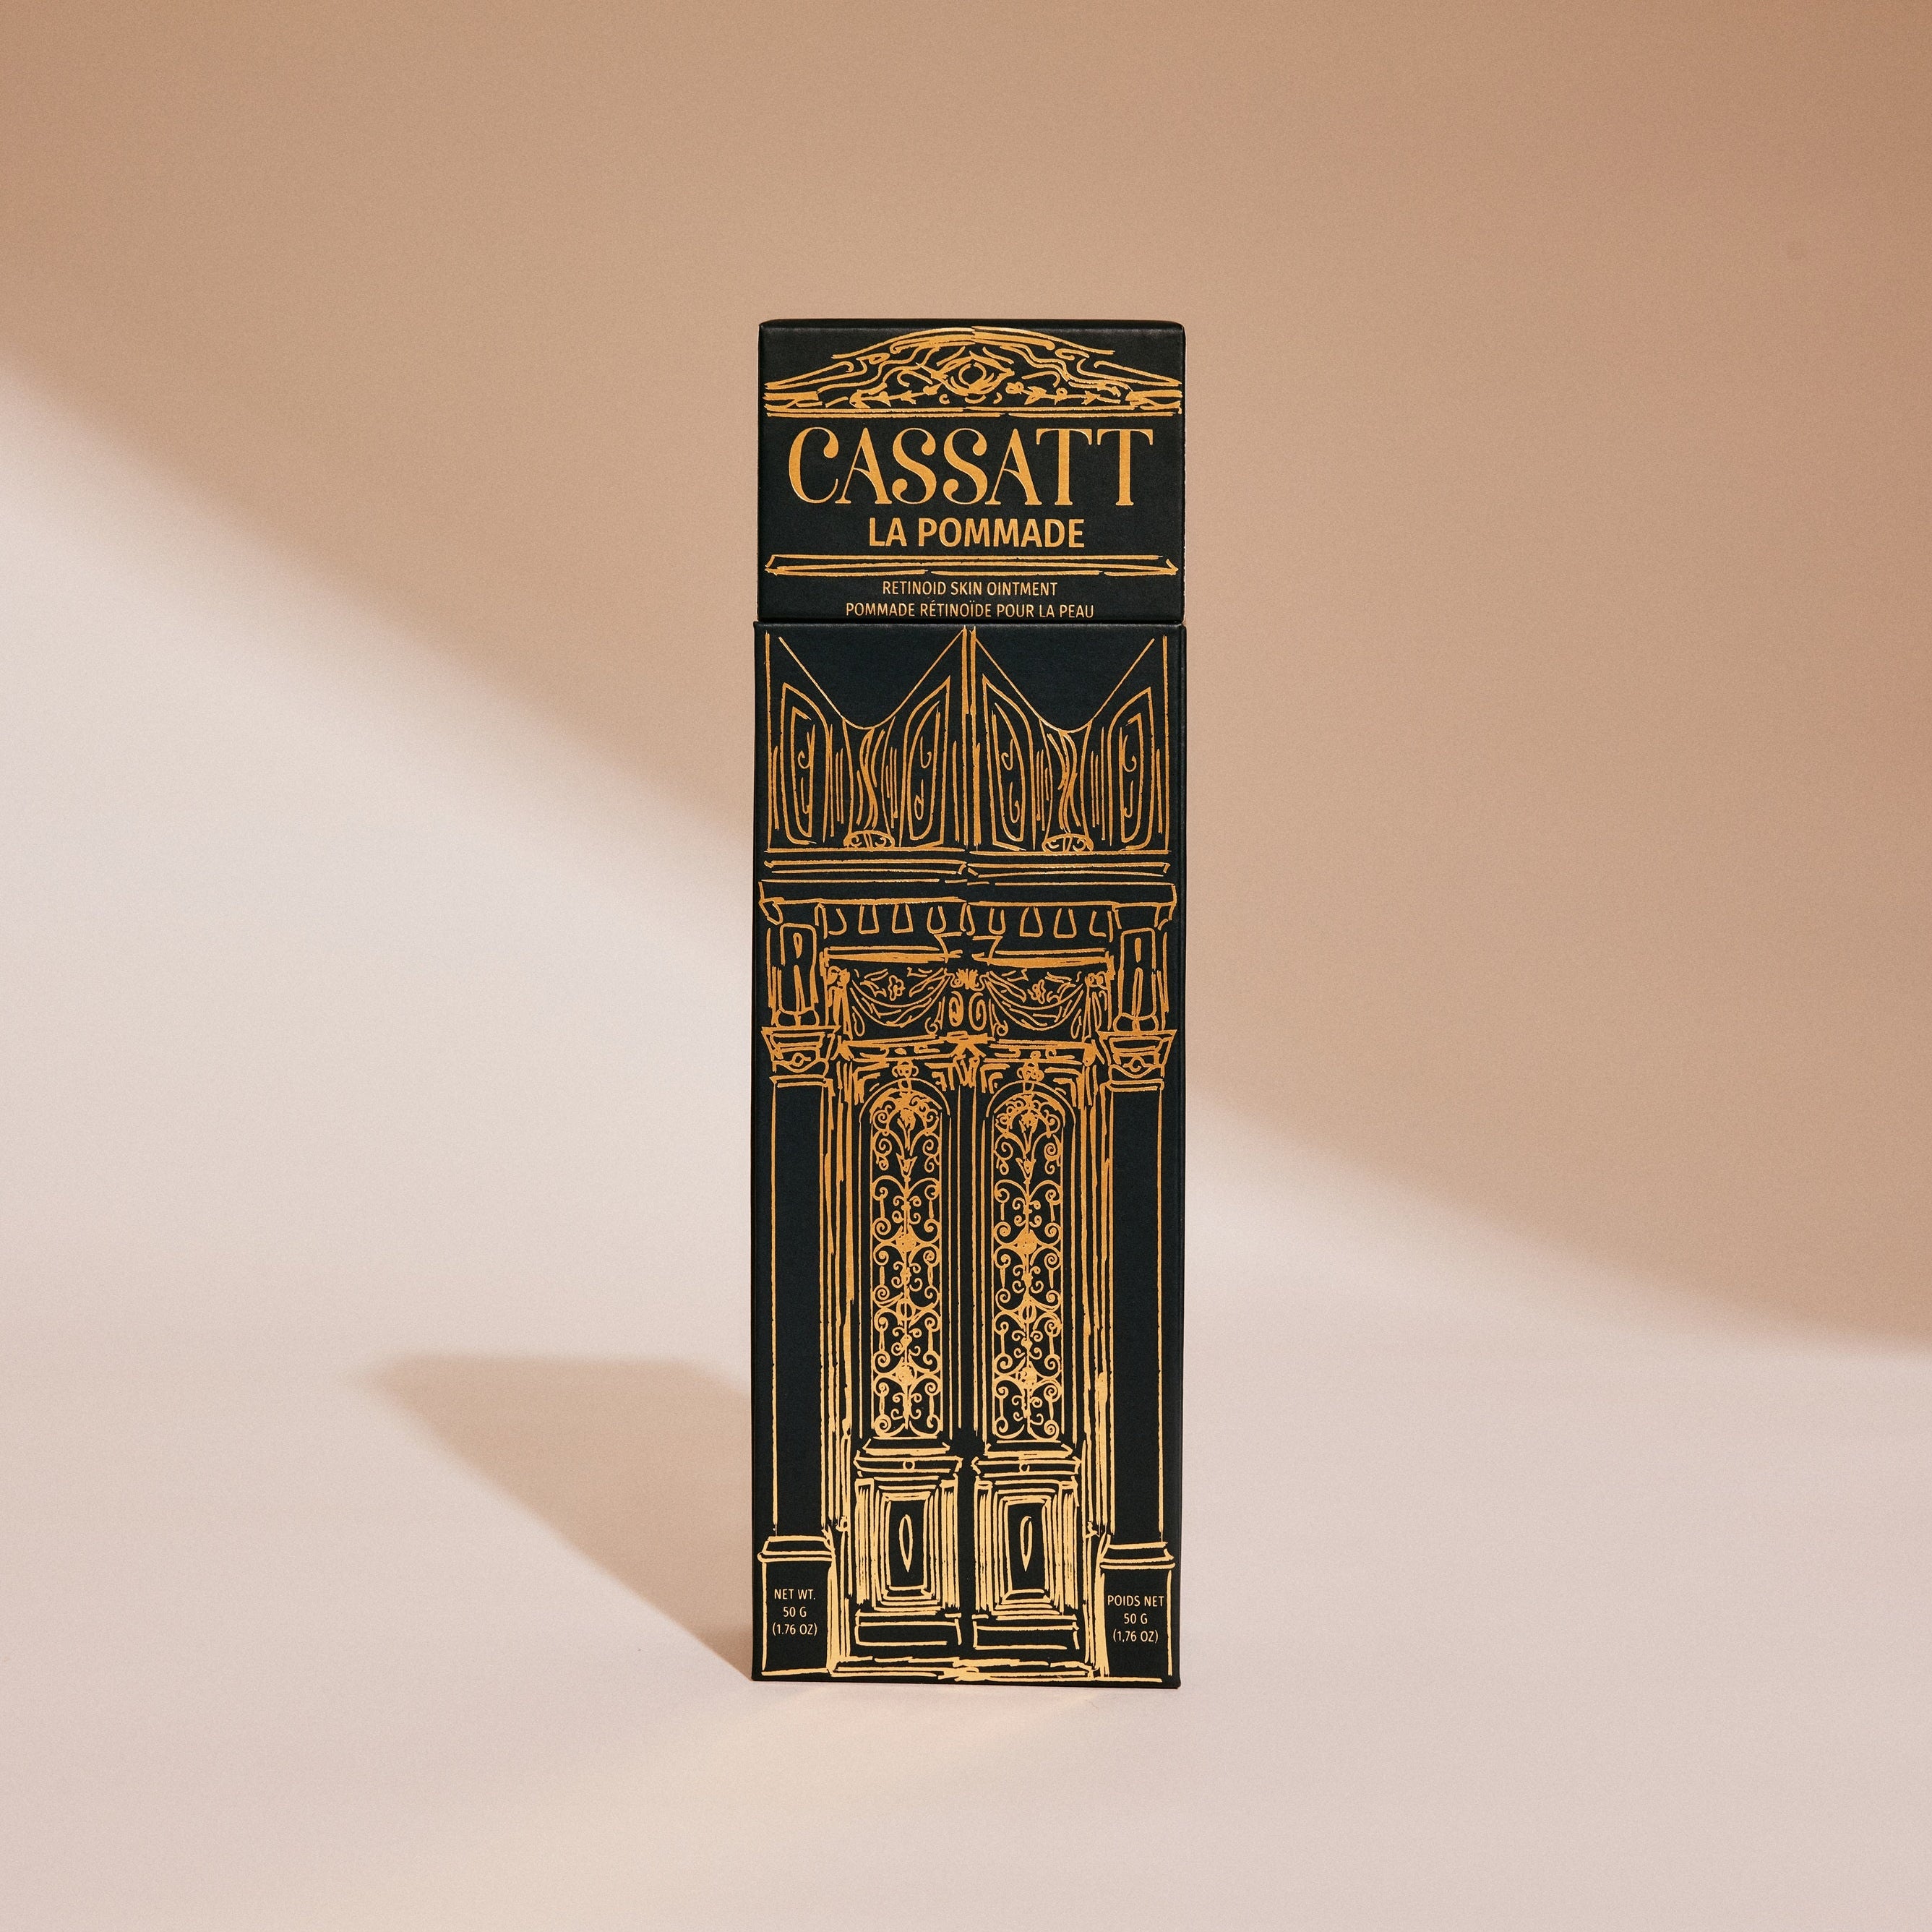 CASSATT
LA POMMADE
RETINOID SKIN OINTMENT
POMMADE RÉTINOÏDE POUR LA PEAU
NET WT.
50 G
(1.76 OZ)
POIDS NET
50 G
(1,76 OZ)